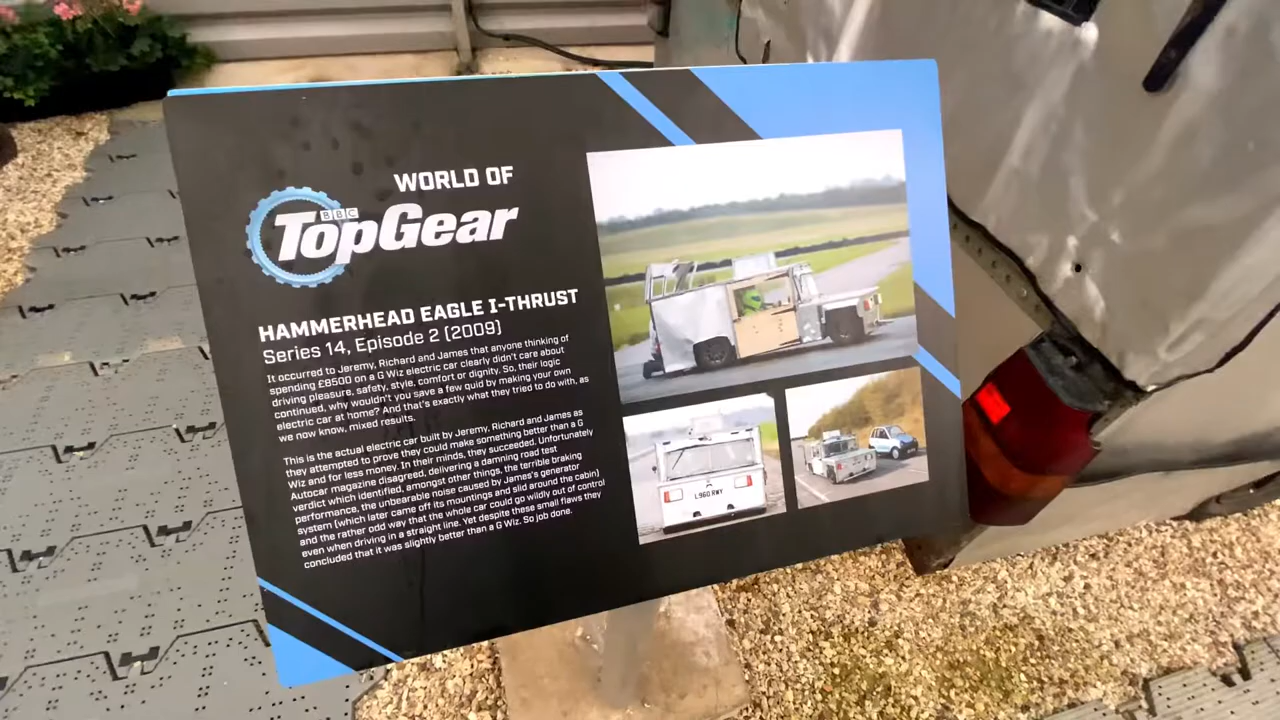 WORLD OF
BBC
TopGear
HAMMERHEAD EAGLE I-THRUST
Series 14, Episode 2 (2009)
It occurred to Jeremy, Richard and James that anyone thinking of
spending £8500 on a G Wiz electric car clearly didn't care about
driving pleasure, safety, style, comfort or dignity. So, their logic
continued, why wouldn't you save a few quid by making your own
electric car at home? And that's exactly what they tried to do with, as
we now know, mixed results.
This is the actual electric car built by Jeremy, Richard and James as
they attempted to prove they could make something better than a G
Wiz and for less money. In their minds, they succeeded. Unfortunately
Autocar magazine disagreed, delivering a damning road test
verdict which identified, amongst other things, the terrible braking
performance, the unbearable noise caused by James's generator
system (which later came off its mountings and slid around the cabin)
and the rather odd way that the whole car could go wildly out of control
even when driving in a straight line. Yet despite these small flaws they
concluded that it was slightly better than a G Wiz. So job done.
L960 RWY